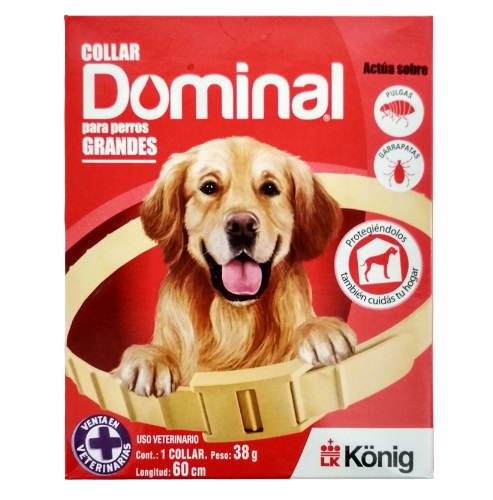 COLLAR
Dominal®
para perros
GRANDES
Actúa sobre
PULGAS
GARRAPATAS
Protegiéndolos
también cuidás tu hogar
VENTA EN
VETERINARIAS
USO VETERINARIO
Cont.: 1 COLLAR. Peso: 38 g
Longitud: 60 cm
LK König